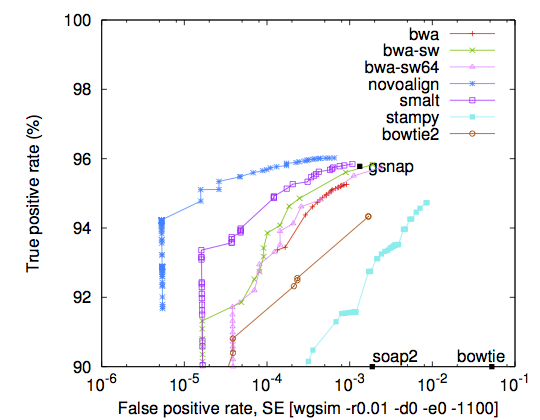 100
98
96
94
92
90
True positive rate (%)
bwa
bwa-sw
bwa-sw64
novoalign
smalt
stampy
bowtie2
gsnap
soap2
bowtie
10-6
10-5
10-4
10-3
10-2
10-1
False positive rate, SE [wgsim -r0.01 -d0 -e0 -1100]